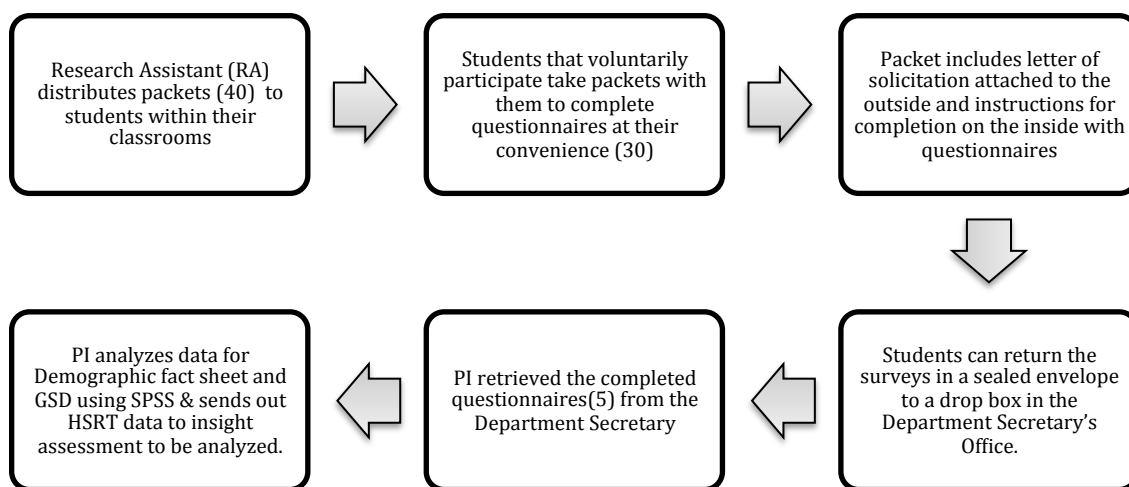 Research Assistant (RA)
distributes packets (40) to
students within their
classrooms
Students that voluntarily
participate take packets with
them to complete
questionnaires at their
convenience (30)
Packet includes letter of
solicitation attached to the
outside and instructions for
completion on the inside with
questionnaires
Students can return the
surveys in a sealed envelope
to a drop box in the
Department Secretary's
Office.
PI retrieved the completed
questionnaires(5) from the
Department Secretary
PI analyzes data for
Demographic fact sheet and
GSD using SPSS & sends out
HSRT data to insight
assessment to be analyzed.